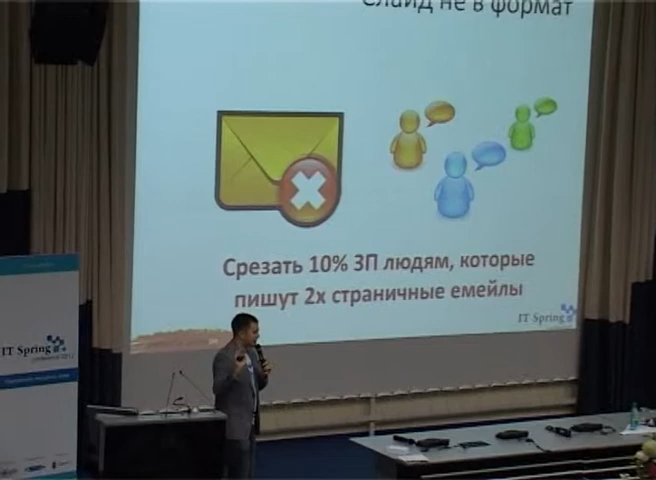 Слайд не в формат
Срезать 10% ЗП людям, которые
пишут 2х страничные емейлы
IT Spring
IT Spring